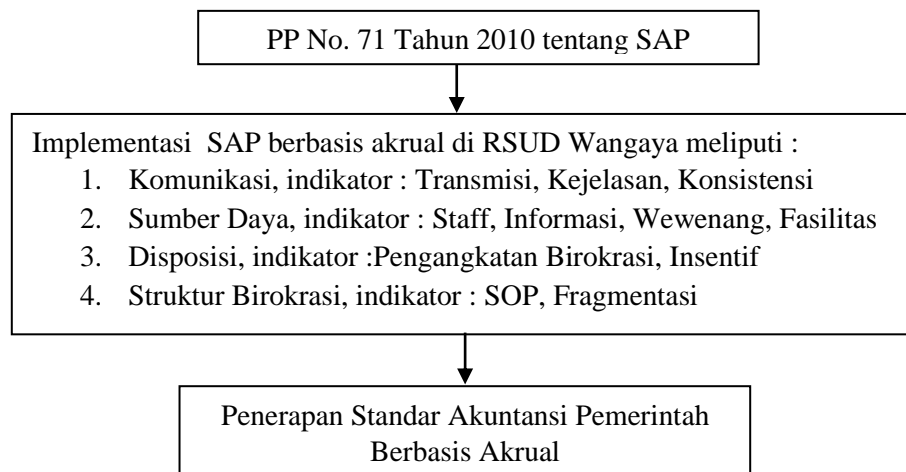 PP No. 71 Tahun 2010 tentang SAP
Implementasi SAP berbasis akrual di RSUD Wangaya meliputi :
1. Komunikasi, indikator : Transmisi, Kejelasan, Konsistensi
2. Sumber Daya, indikator : Staff, Informasi, Wewenang, Fasilitas
3. Disposisi, indikator :Pengangkatan Birokrasi, Insentif
4. Struktur Birokrasi, indikator : SOP, Fragmentasi
Penerapan Standar Akuntansi Pemerintah
Berbasis Akrual